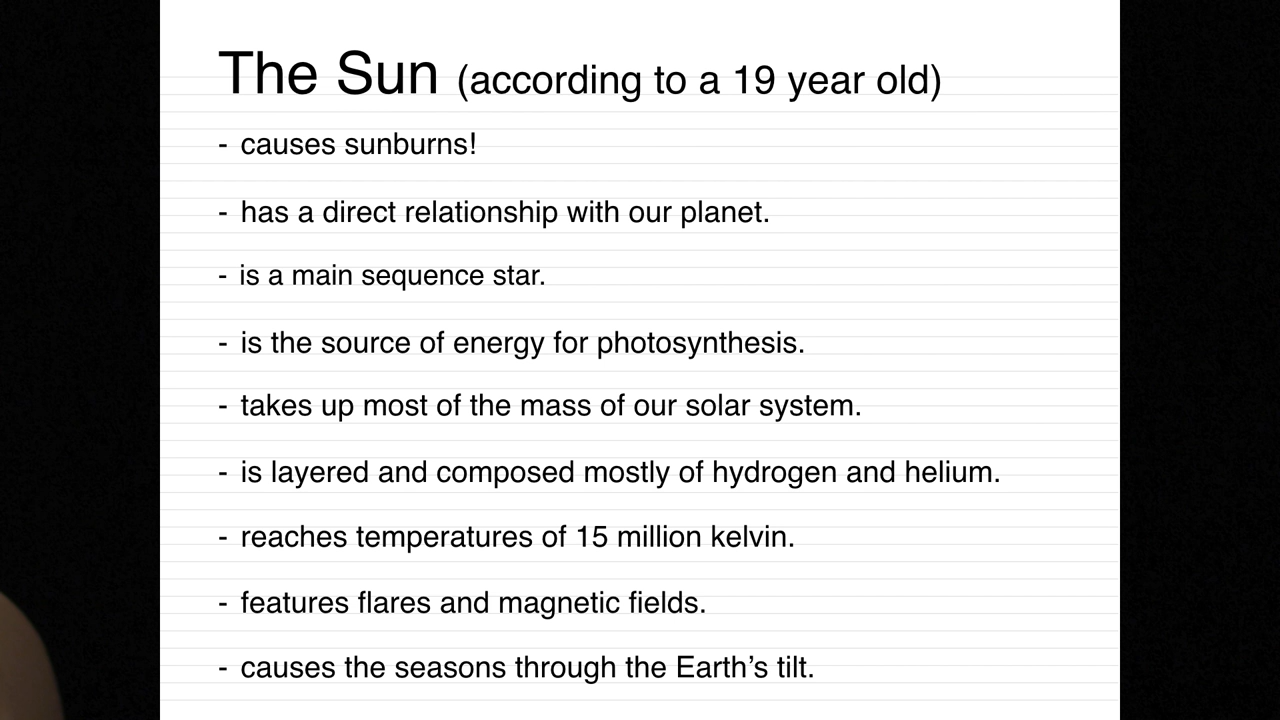 The Sun (according to a 19 year old)
- causes sunburns!
- has a direct relationship with our planet.
- is a main sequence star.
- is the source of energy for photosynthesis.
- takes up most of the mass of our solar system.
- is layered and composed mostly of hydrogen and helium.
- reaches temperatures of 15 million kelvin.
- features flares and magnetic fields.
- causes the seasons through the Earth’s tilt.